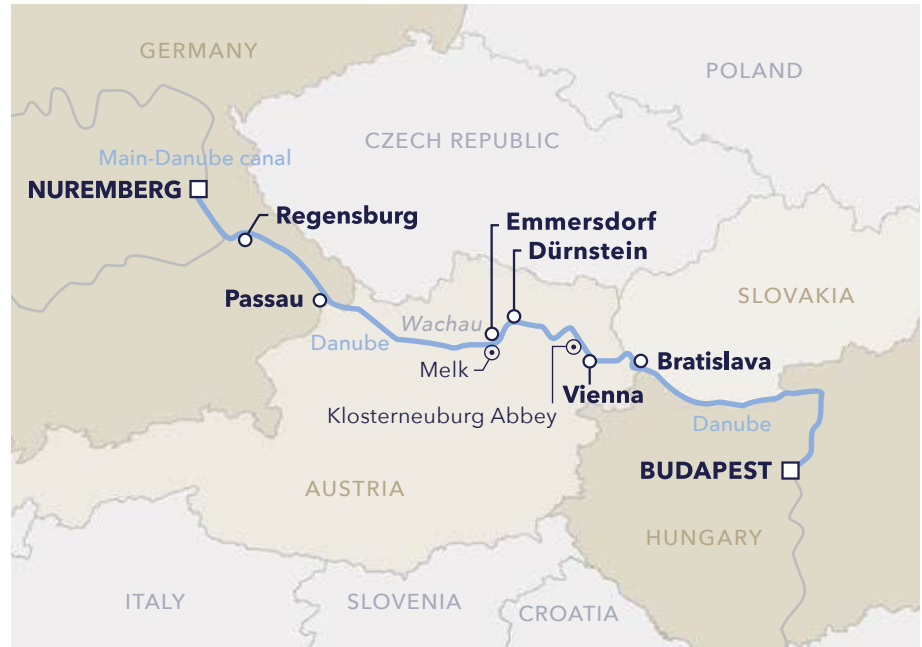 GERMANY
POLAND
CZECH REPUBLIC
Main-Danube canal
NUREMBERG
Regensburg
Emmersdorf
Dürnstein
Passau
SLOVAKIA
Wachau
Danube
Melk
Bratislava
Vienna
Klosterneuburg Abbey
Danube
BUDAPEST
AUSTRIA
HUNGARY
ITALY
SLOVENIA
CROATIA